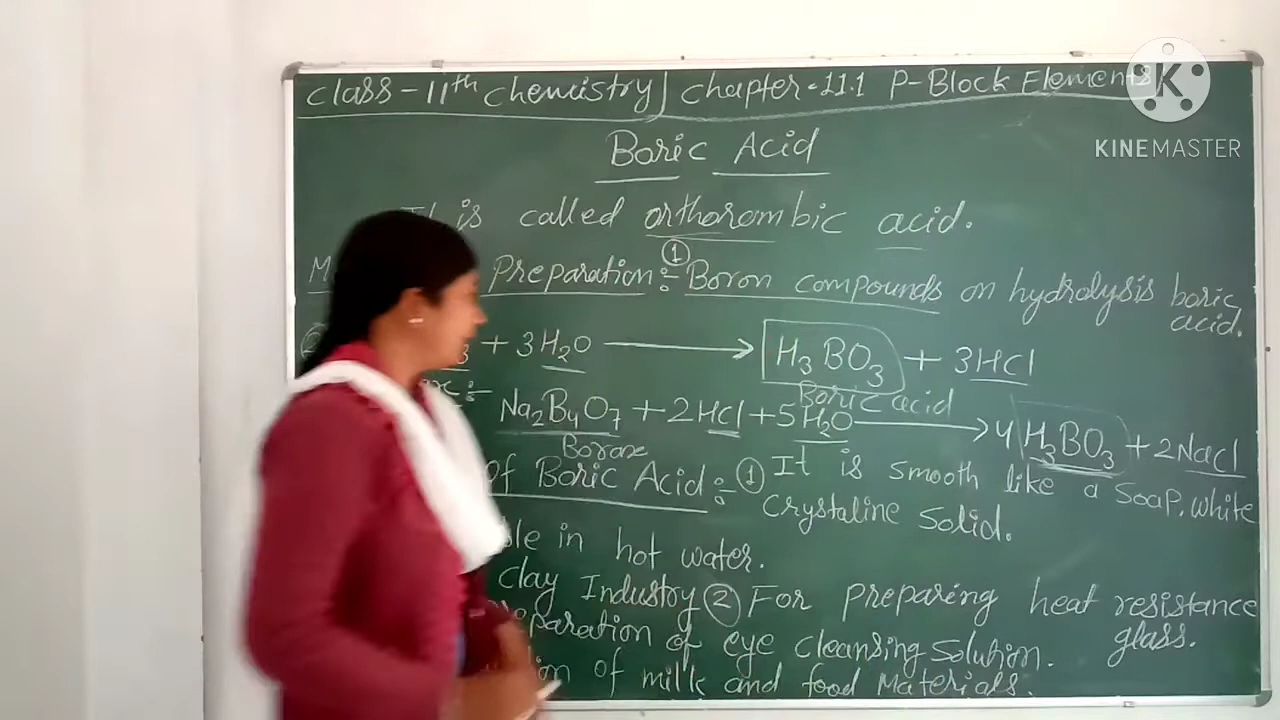 Class - 11th Chemistry] Chapter - 11.1 P-Block Elements
K
KINEMASTER
Boric Acid
is called orthorombic acid.
Preparation :- ① Boron compounds on hydrolysis boric acid.
3 + 3H₂O ⟶ H₃BO₃ + 3HCl
Boric acid
Na₂B₄O₇ + 2HCl + 5H₂O ⟶ 4H₃BO₃ + 2NaCl
Borax
of Boric Acid :- ① It is smooth like a soap, white
Crystaline Solid.
in hot water.
clay Industry ② For preparing heat resistance glass.
of eye cleansing solution.
of milk and food materials.